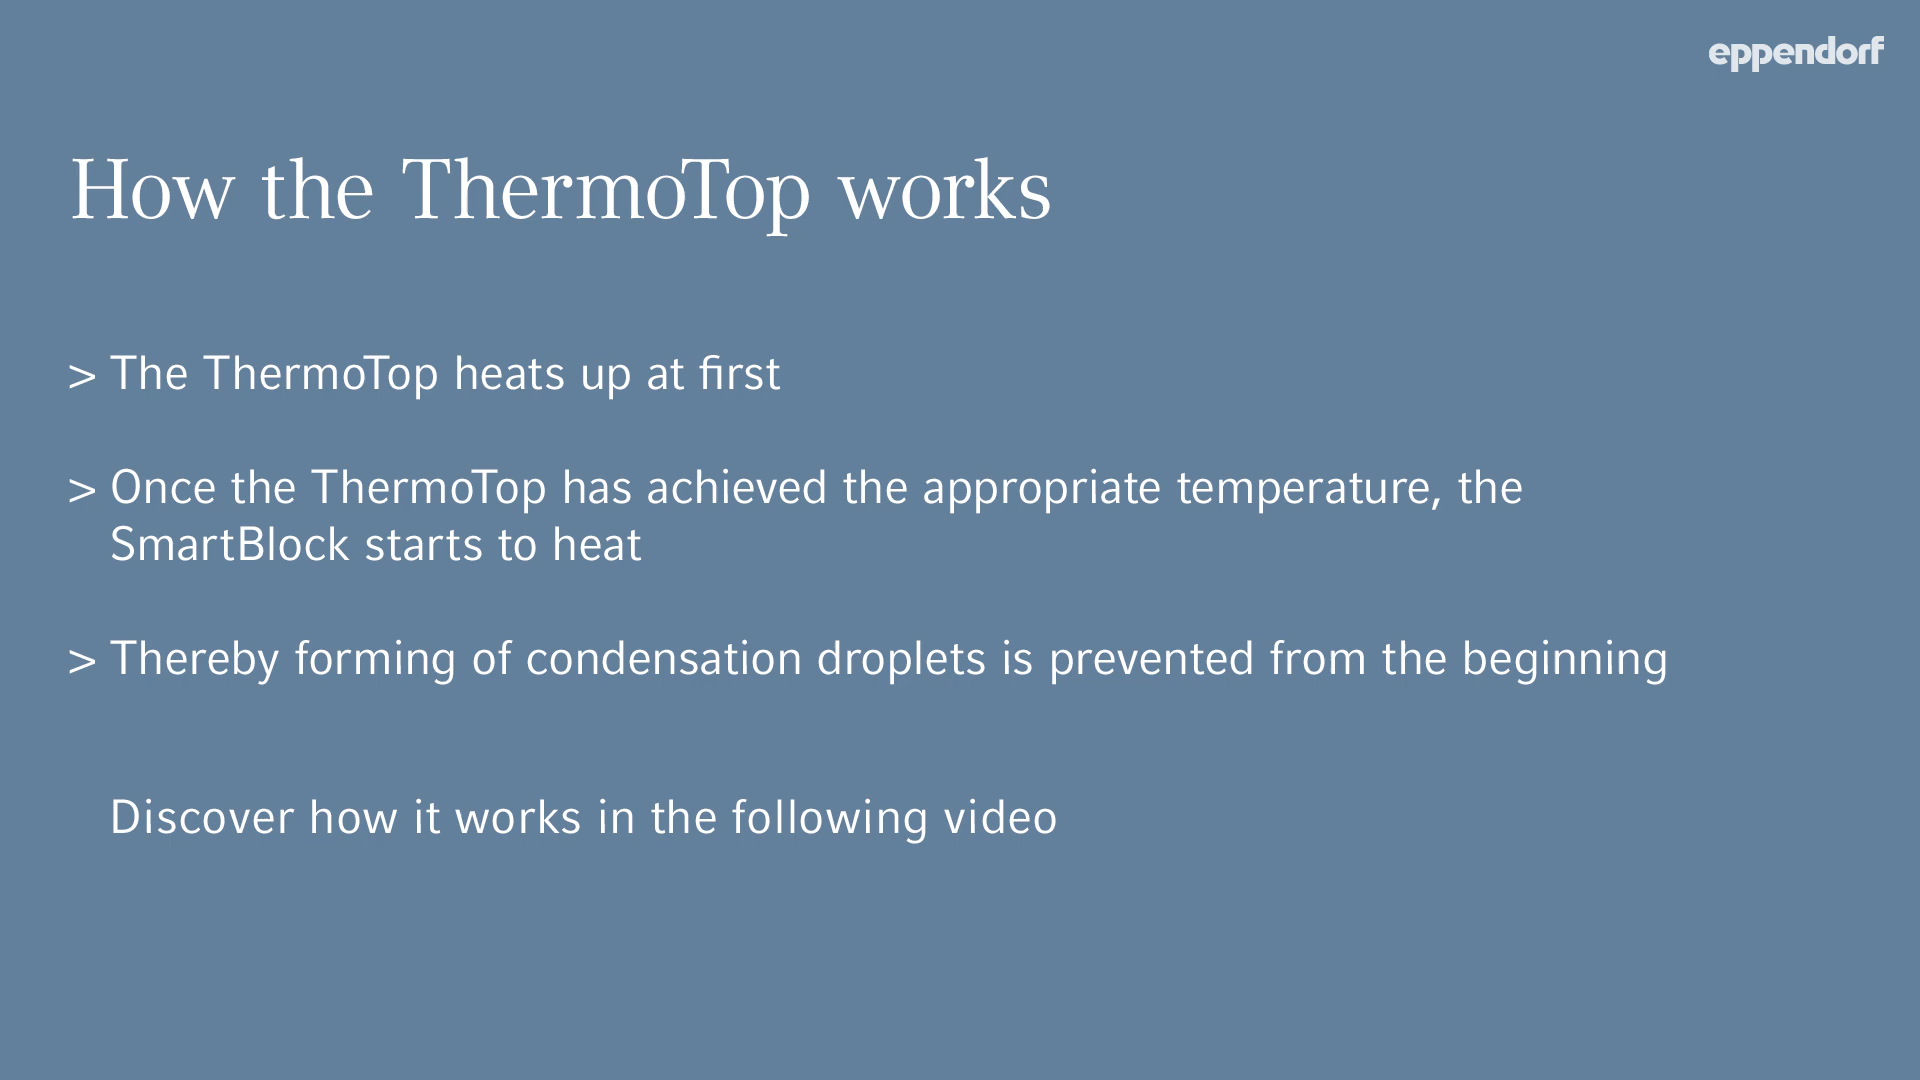 eppendorf
How the ThermoTop works
> The ThermoTop heats up at first
> Once the ThermoTop has achieved the appropriate temperature, the
SmartBlock starts to heat
> Thereby forming of condensation droplets is prevented from the beginning
Discover how it works in the following video